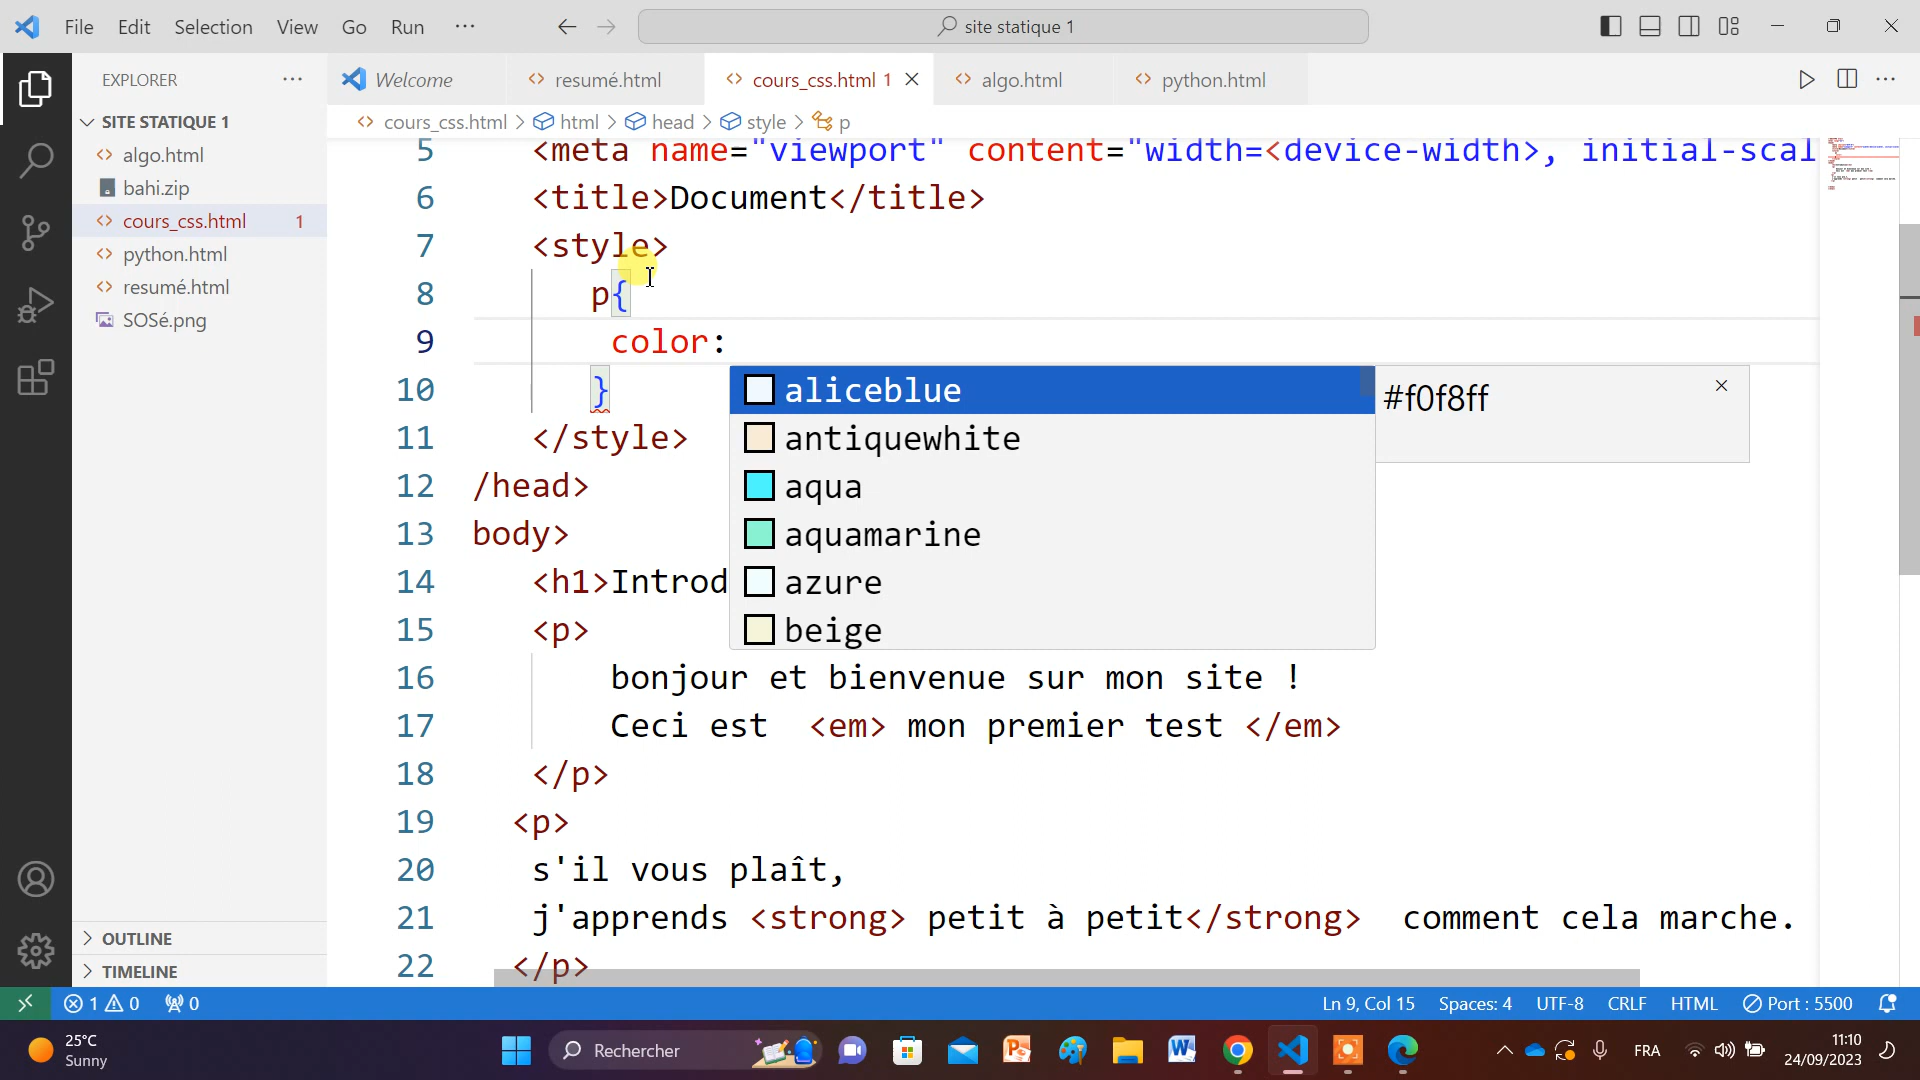 File Edit Selection View Go Run ··· site statique 1
EXPLORER ···
Welcome resumé.html cours_css.html 1 algo.html python.html
SITE STATIQUE 1
algo.html
bahi.zip
cours_css.html 1
python.html
resumé.html
SOSé.png
OUTLINE
TIMELINE
cours_css.html > html > head > style > p
5 <meta name="viewport" content="width=<device-width>, initial-scal
6 <title>Document</title>
7 <style>
8 p{
9 color:
10 }
11 </style>
12 /head>
13 body>
14 <h1>Introd
15 <p>
16 bonjour et bienvenue sur mon site !
17 Ceci est <em> mon premier test </em>
18 </p>
19 <p>
20 s'il vous plaît,
21 j'apprends <strong> petit à petit</strong> comment cela marche.
22 </p>
aliceblue #f0f8ff
antiquewhite
aqua
aquamarine
azure
beige
1 0 0 Ln 9, Col 15 Spaces: 4 UTF-8 CRLF HTML Port : 5500
25°C
Sunny
Rechercher
FRA
11:10
24/09/2023